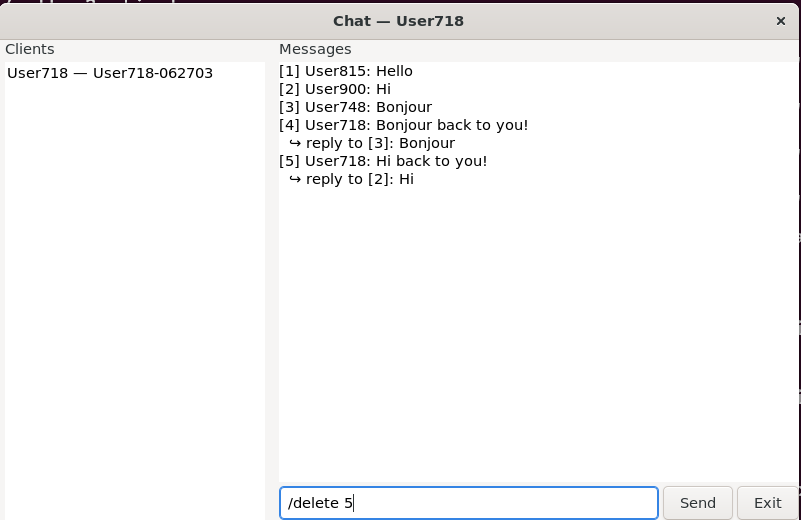 Chat — User718
×
Clients
Messages
User718 — User718-062703
[1] User815: Hello
[2] User900: Hi
[3] User748: Bonjour
[4] User718: Bonjour back to you!
↪ reply to [3]: Bonjour
[5] User718: Hi back to you!
↪ reply to [2]: Hi
/delete 5
Send
Exit